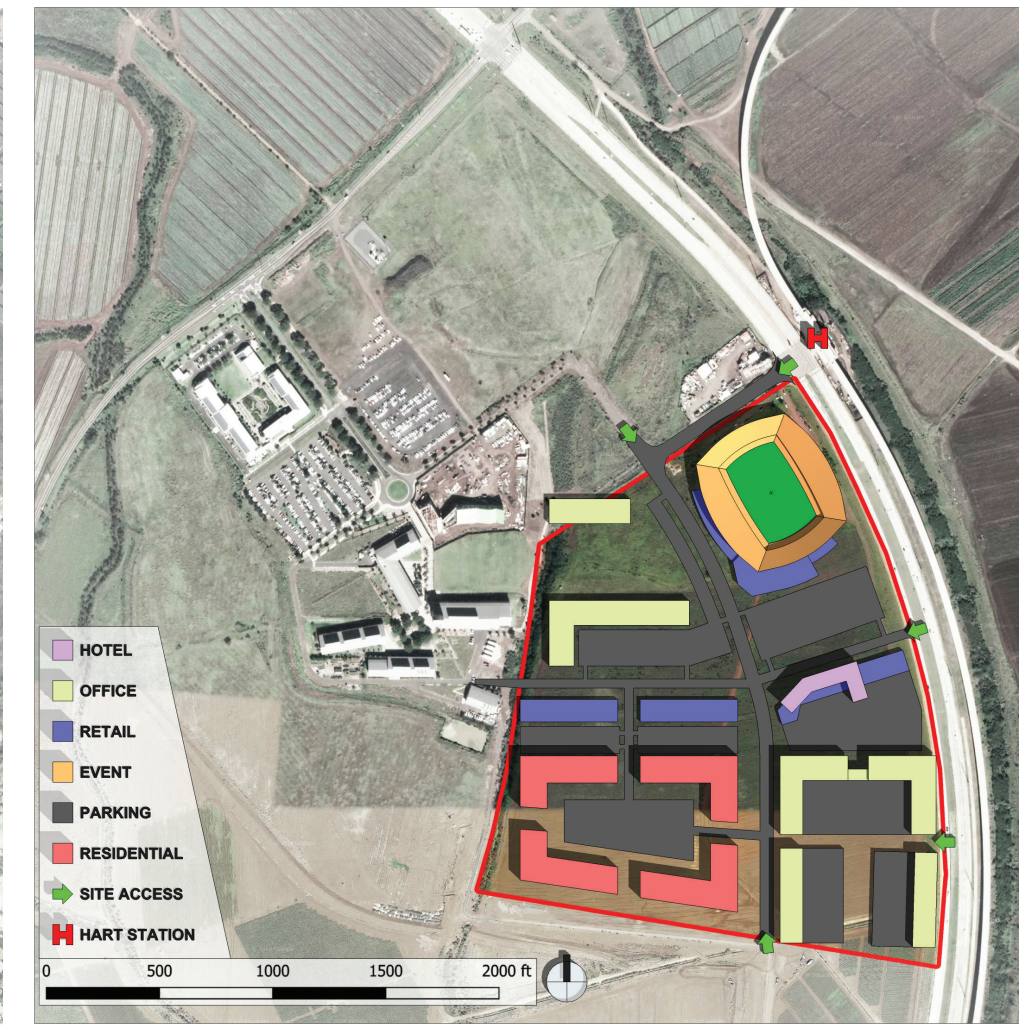 HOTEL
OFFICE
RETAIL
EVENT
PARKING
RESIDENTIAL
SITE ACCESS
H HART STATION
H
0 500 1000 1500 2000 ft